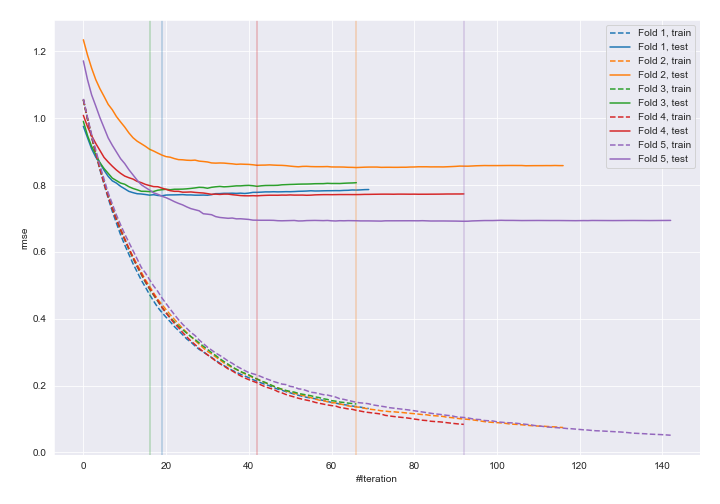 Fold 1, train
Fold 1, test
Fold 2, train
Fold 2, test
Fold 3, train
Fold 3, test
Fold 4, train
Fold 4, test
Fold 5, train
Fold 5, test
rmse
1.2
1.0
0.8
0.6
0.4
0.2
0.0
0 20 40 60 80 100 120 140
#Iteration